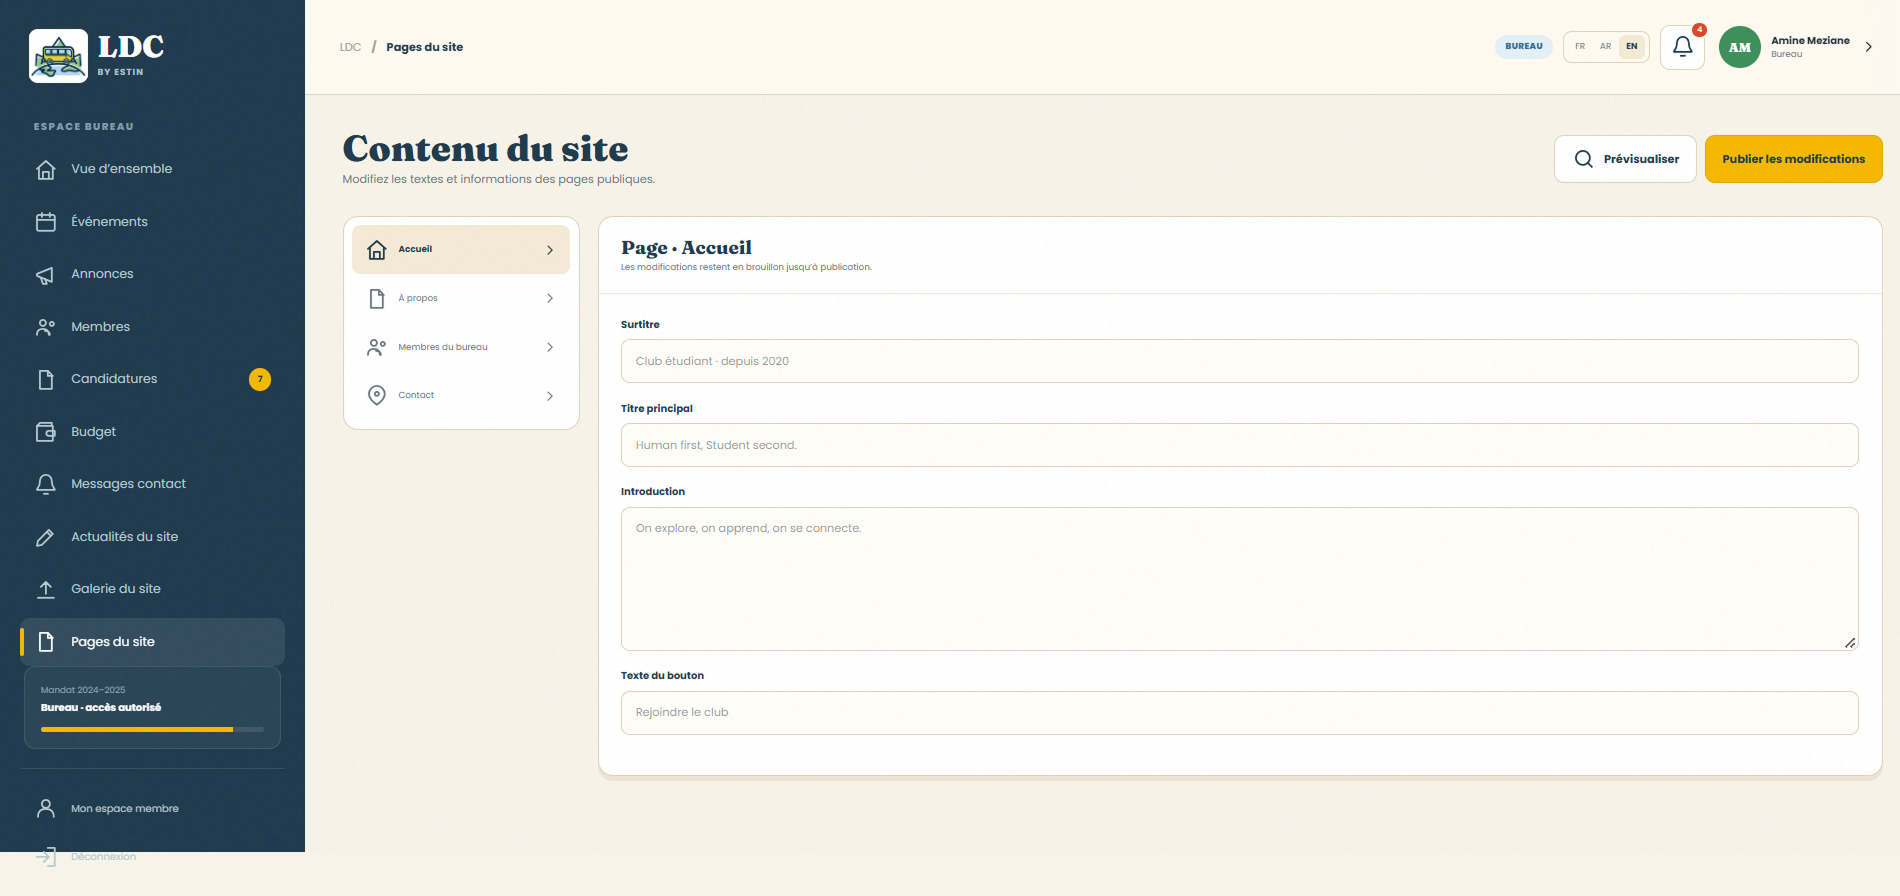 LDC
BY ESTIN
ESPACE BUREAU
Vue d'ensemble
Événements
Annonces
Membres
Candidatures 7
Budget
Messages contact
Actualités du site
Galerie du site
Pages du site
Mandat 2024–2025
Bureau · accès autorisé
Mon espace membre
Déconnexion
LDC / Pages du site
BUREAU
FR AR EN
4
AM
Amine Meziane
Bureau
Contenu du site
Modifiez les textes et informations des pages publiques.
Prévisualiser
Publier les modifications
Accueil
À propos
Membres du bureau
Contact
Page · Accueil
Les modifications restent en brouillon jusqu'à publication.
Surtitre
Club étudiant · depuis 2020
Titre principal
Human first, Student second.
Introduction
On explore, on apprend, on se connecte.
Texte du bouton
Rejoindre le club